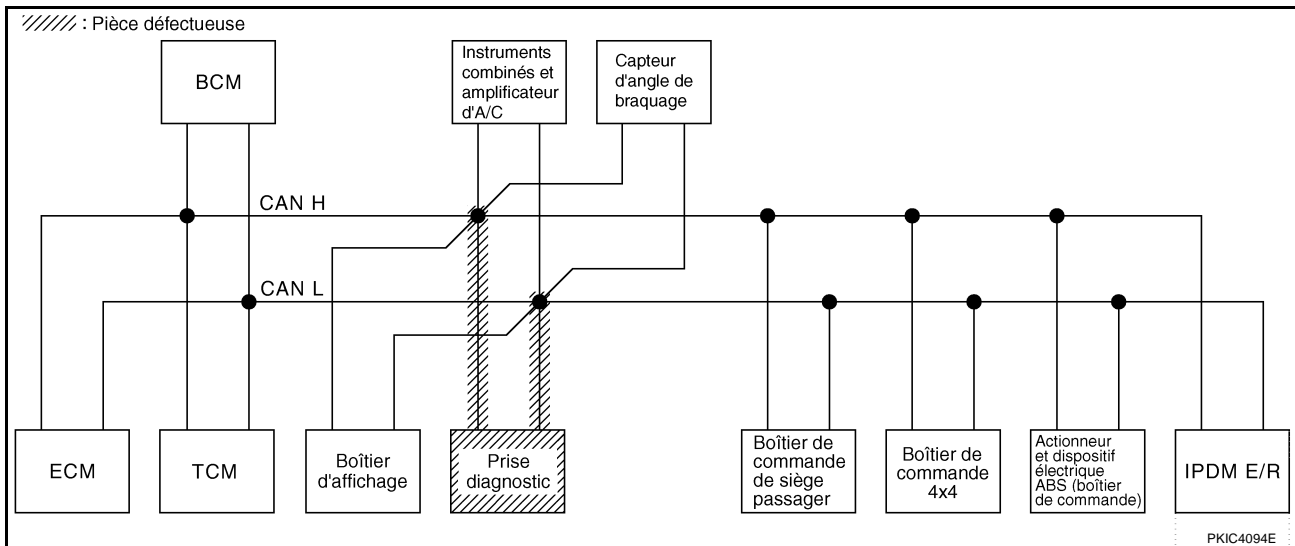 : Pièce défectueuse
BCM
Instruments
combinés et
amplificateur
d'A/C
Capteur
d'angle de
braquage
CAN H
CAN L
ECM
TCM
Boîtier
d'affichage
Prise
diagnostic
Boîtier de
commande
de siège
passager
Boîtier de
commande
4x4
Actionneur
et dispositif
électrique
ABS (boîtier
de commande)
IPDM E/R
PKIC4094E